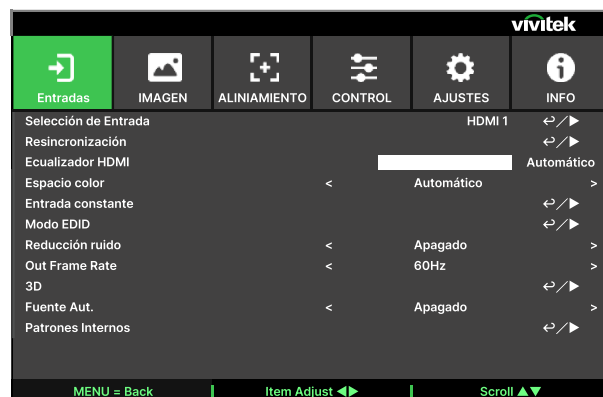 vivitek
Entradas IMAGEN ALINIAMIENTO CONTROL AJUSTES INFO
Selección de Entrada HDMI 1 ↩/▶
Resincronización ↩/▶
Ecualizador HDMI Automático
Espacio color < Automático >
Entrada constante ↩/▶
Modo EDID ↩/▶
Reducción ruido < Apagado >
Out Frame Rate < 60Hz >
3D ↩/▶
Fuente Aut. < Apagado >
Patrones Internos ↩/▶
MENU = Back Item Adjust ◀▶ Scroll ▲▼